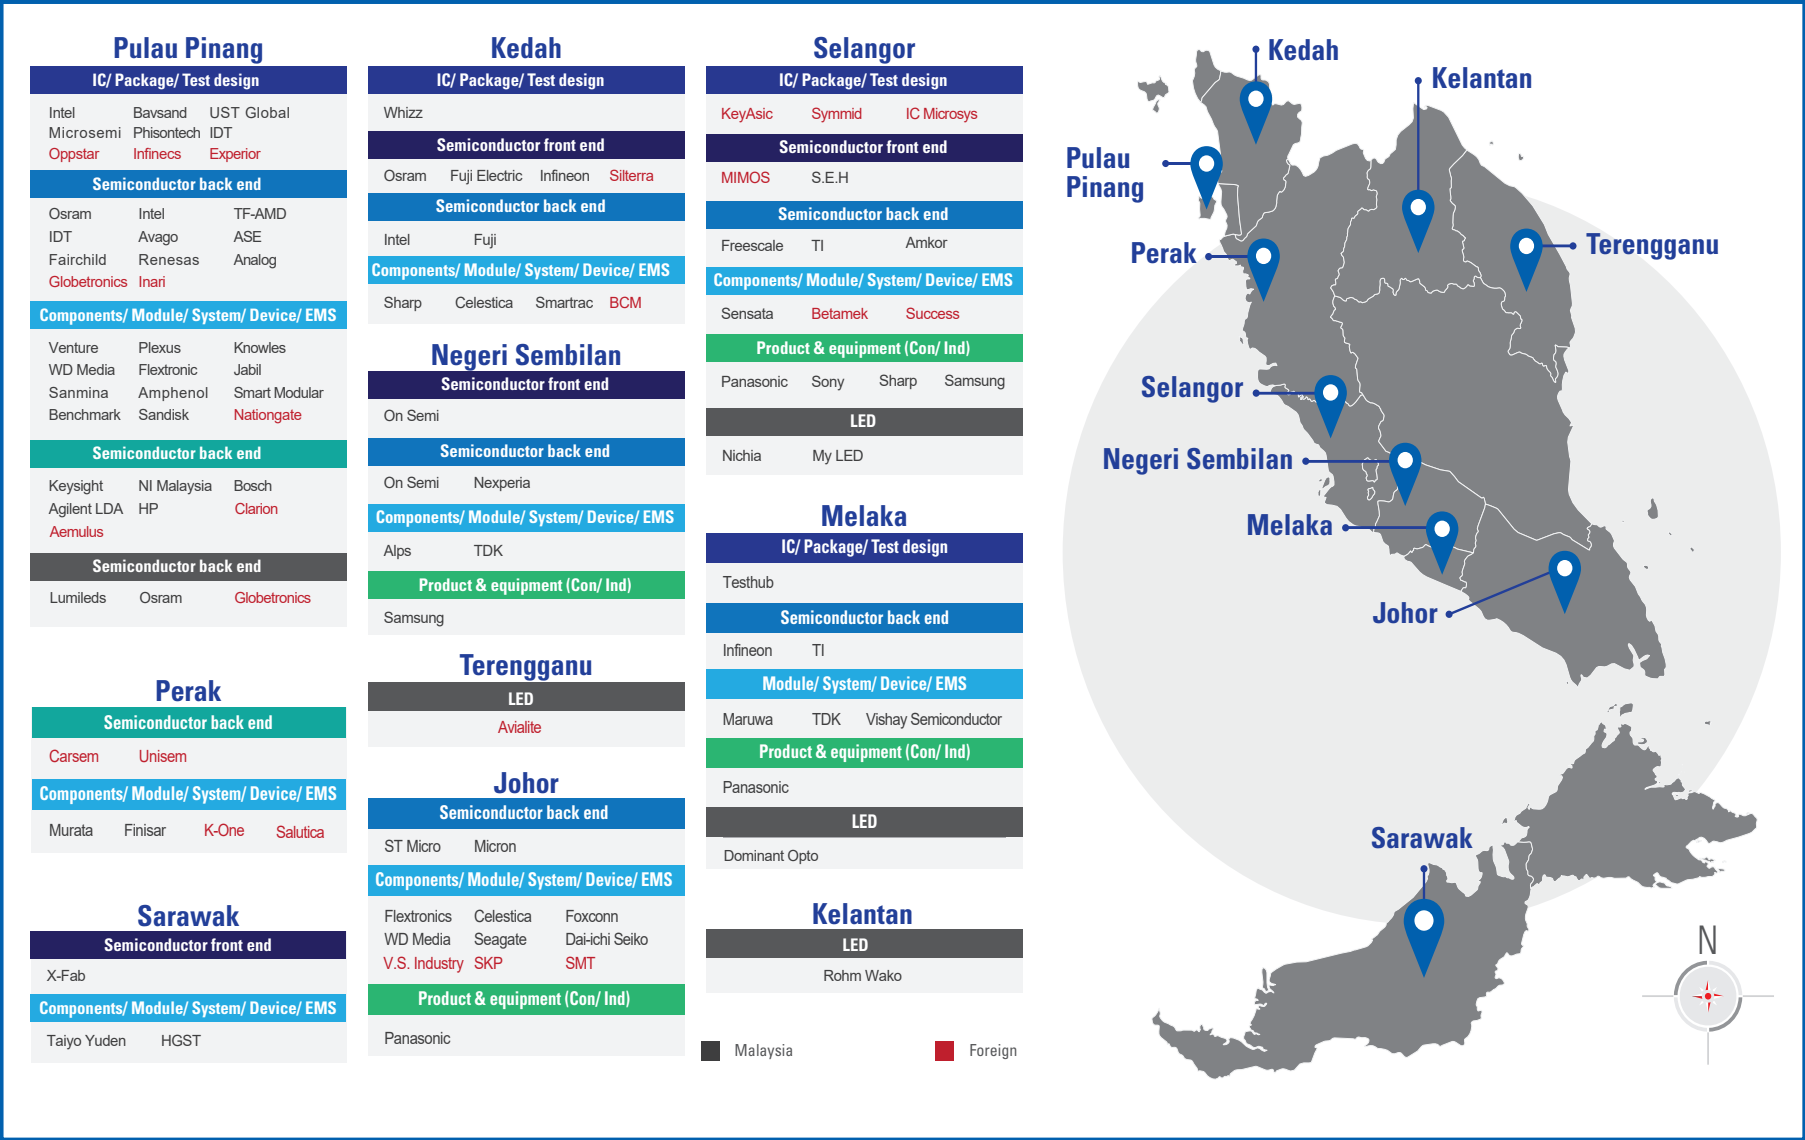 Pulau Pinang
IC/ Package/ Test design
Intel Bavsand UST Global
Microsemi Phisontech IDT
Oppstar Infinecs Experior
Semiconductor back end
Osram Intel TF-AMD
IDT Avago ASE
Fairchild Renesas Analog
Globetronics Inari
Components/ Module/ System/ Device/ EMS
Venture Plexus Knowles
WD Media Flextronic Jabil
Sanmina Amphenol Smart Modular
Benchmark Sandisk Nationgate
Semiconductor back end
Keysight NI Malaysia Bosch
Agilent LDA HP Clarion
Aemulus
Semiconductor back end
Lumileds Osram Globetronics
Perak
Semiconductor back end
Carsem Unisem
Components/ Module/ System/ Device/ EMS
Murata Finisar K-One Salutica
Sarawak
Semiconductor front end
X-Fab
Components/ Module/ System/ Device/ EMS
Taiyo Yuden HGST
Kedah
IC/ Package/ Test design
Whizz
Semiconductor front end
Osram Fuji Electric Infineon Silterra
Semiconductor back end
Intel Fuji
Components/ Module/ System/ Device/ EMS
Sharp Celestica Smartrac BCM
Negeri Sembilan
Semiconductor front end
On Semi
Semiconductor back end
On Semi Nexperia
Components/ Module/ System/ Device/ EMS
Alps TDK
Product & equipment (Con/ Ind)
Samsung
Terengganu
LED
Avialite
Johor
Semiconductor back end
ST Micro Micron
Components/ Module/ System/ Device/ EMS
Flextronics Celestica Foxconn
WD Media Seagate Dai-ichi Seiko
V.S. Industry SKP SMT
Product & equipment (Con/ Ind)
Panasonic
Selangor
IC/ Package/ Test design
KeyAsic Symmid IC Microsys
Semiconductor front end
MIMOS S.E.H
Semiconductor back end
Freescale TI Amkor
Components/ Module/ System/ Device/ EMS
Sensata Betamek Success
Product & equipment (Con/ Ind)
Panasonic Sony Sharp Samsung
LED
Nichia My LED
Melaka
IC/ Package/ Test design
Testhub
Semiconductor back end
Infineon TI
Module/ System/ Device/ EMS
Maruwa TDK Vishay Semiconductor
Product & equipment (Con/ Ind)
Panasonic
LED
Dominant Opto
Kelantan
LED
Rohm Wako
Malaysia Foreign
Kedah
Kelantan
Pulau
Pinang
Terengganu
Perak
Selangor
Negeri Sembilan
Melaka
Johor
Sarawak
N